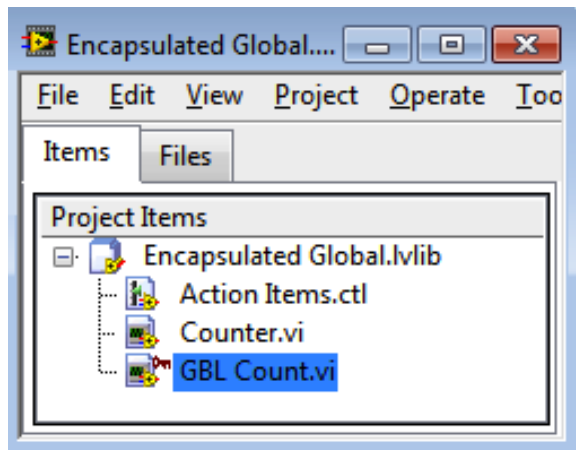 Encapsulated Global....
File Edit View Project Operate Too
Items Files
Project Items
Encapsulated Global.lvlib
Action Items.ctl
Counter.vi
GBL Count.vi